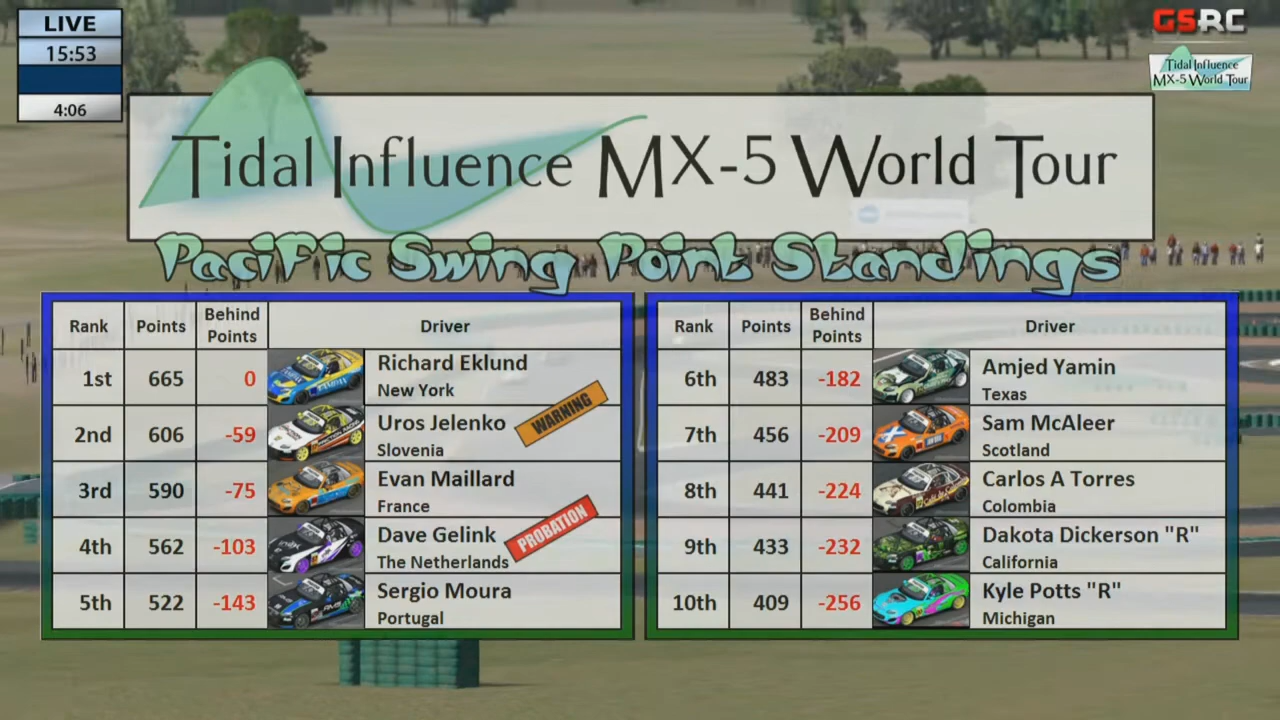 LIVE
15:53
4:06
GSRC
Tidal Influence
MX-5 World Tour
Tidal Influence MX-5 World Tour
Pacific Swing Point Standings
Rank Points Behind Points Driver
1st 665 0 Richard Eklund
New York
2nd 606 -59 Uros Jelenko WARNING
Slovenia
3rd 590 -75 Evan Maillard
France
4th 562 -103 Dave Gelink PROBATION
The Netherlands
5th 522 -143 Sergio Moura
Portugal
Rank Points Behind Points Driver
6th 483 -182 Amjed Yamin
Texas
7th 456 -209 Sam McAleer
Scotland
8th 441 -224 Carlos A Torres
Colombia
9th 433 -232 Dakota Dickerson "R"
California
10th 409 -256 Kyle Potts "R"
Michigan